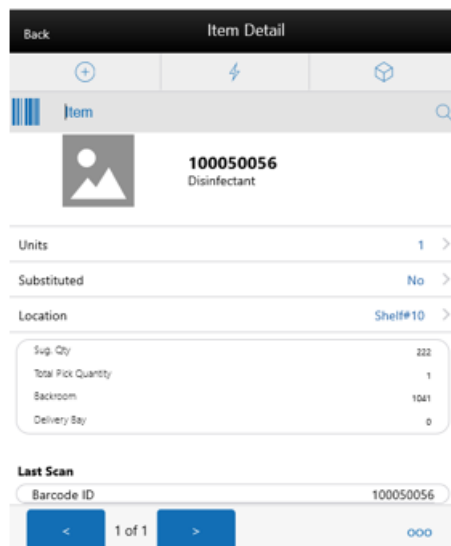 Back Item Detail
Item
100050056
Disinfectant
Units 1
Substituted No
Location Shelf#10
Sug. Qty 222
Total Pick Quantity 1
Backroom 1041
Delivery Bay 0
Last Scan
Barcode ID 100050056
< 1 of 1 > ooo